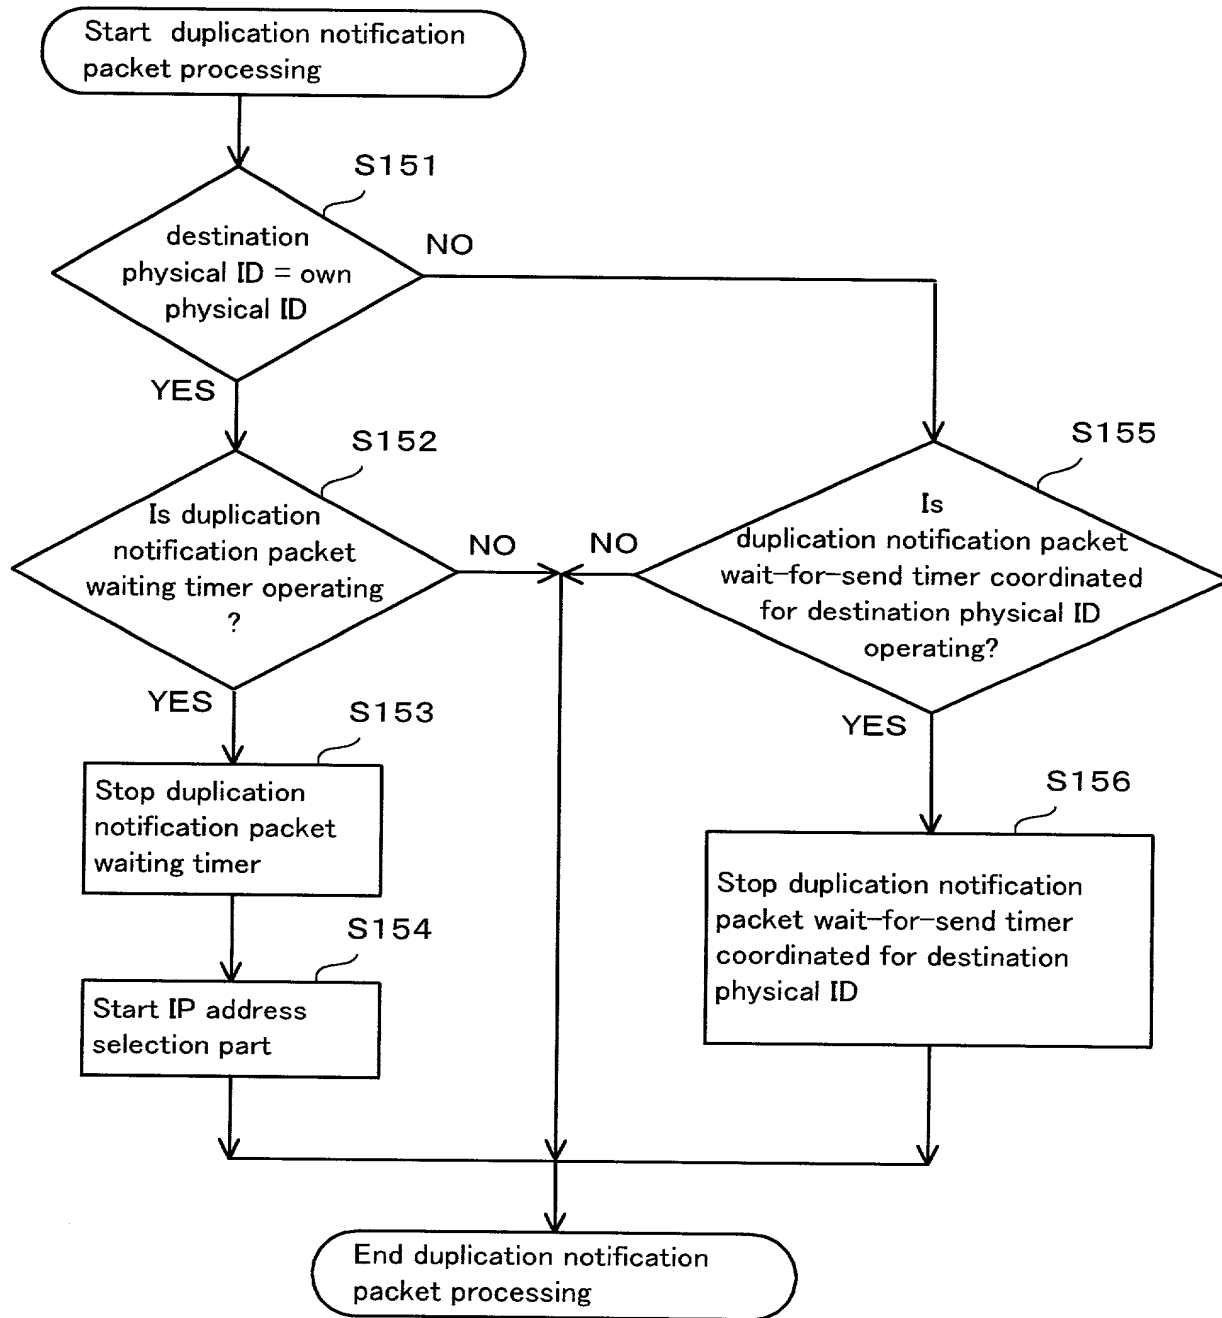 Start duplication notification
packet processing
S151
destination
physical ID = own
physical ID
NO
YES
S152
Is duplication
notification packet
waiting timer operating
?
NO
YES
S155
Is
duplication notification packet
wait-for-send timer coordinated
for destination physical ID
operating?
NO
YES
S153
Stop duplication
notification packet
waiting timer
S154
Start IP address
selection part
S156
Stop duplication notification
packet wait-for-send timer
coordinated for destination
physical ID
End duplication notification
packet processing